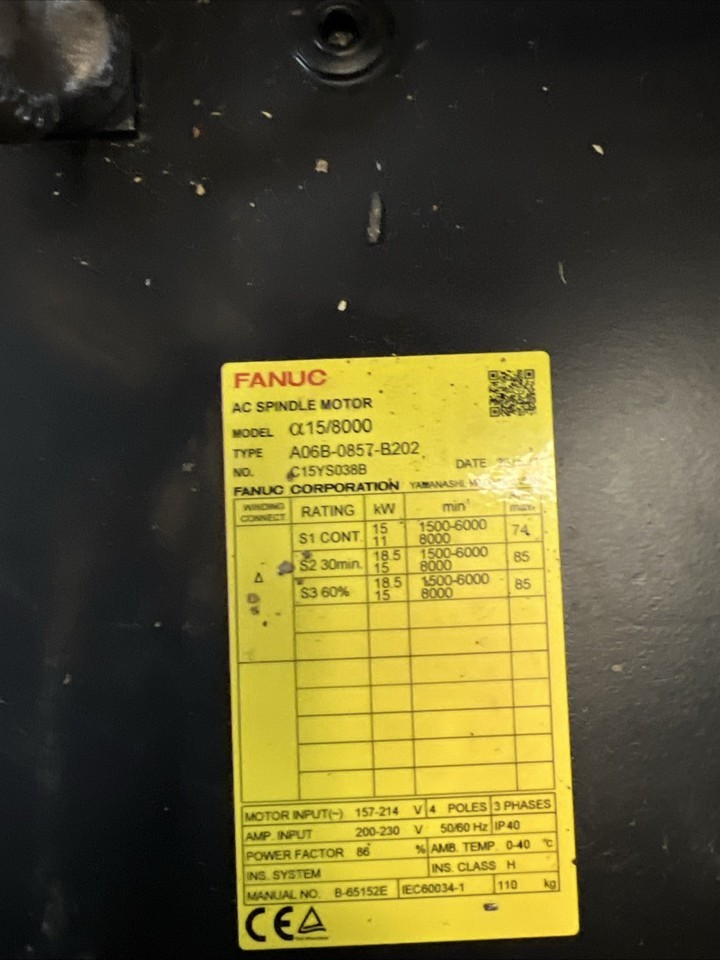 FANUC
AC SPINDLE MOTOR
MODEL α15/8000
TYPE A06B-0857-B202
NO. C15YS038B DATE
FANUC CORPORATION YAMANASHI
WINDING CONNECT RATING kW min⁻¹ max.
Δ
S1 CONT. 15 1500-6000 74
11 8000
S2 30min. 18.5 1500-6000 85
15 8000
S3 60% 18.5 1500-6000 85
15 8000
MOTOR INPUT(~) 157-214 V 4 POLES 3 PHASES
AMP. INPUT 200-230 V 50/60 Hz IP40
POWER FACTOR 86 % AMB. TEMP. 0-40 °C
INS. SYSTEM INS. CLASS H
MANUAL NO. B-65152E IEC60034-1 110 kg
CE